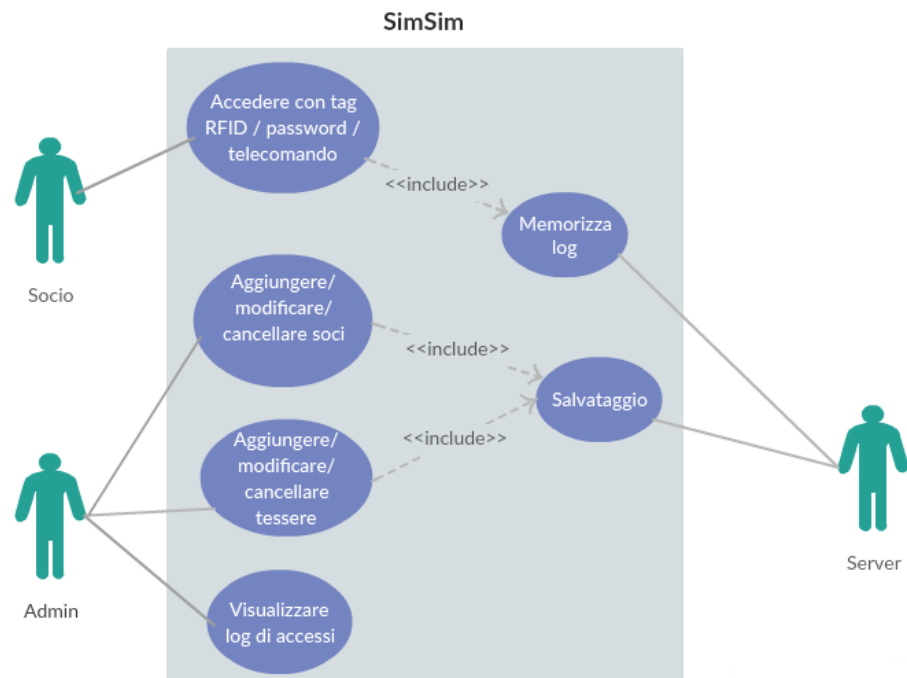 SimSim
Accedere con tag
RFID / password /
telecomando
<<include>>
Memorizza
log
Socio
Aggiungere/
modificare/
cancellare soci
<<include>>
Salvataggio
<<include>>
Aggiungere/
modificare/
cancellare
tessere
Server
Admin
Visualizzare
log di accessi